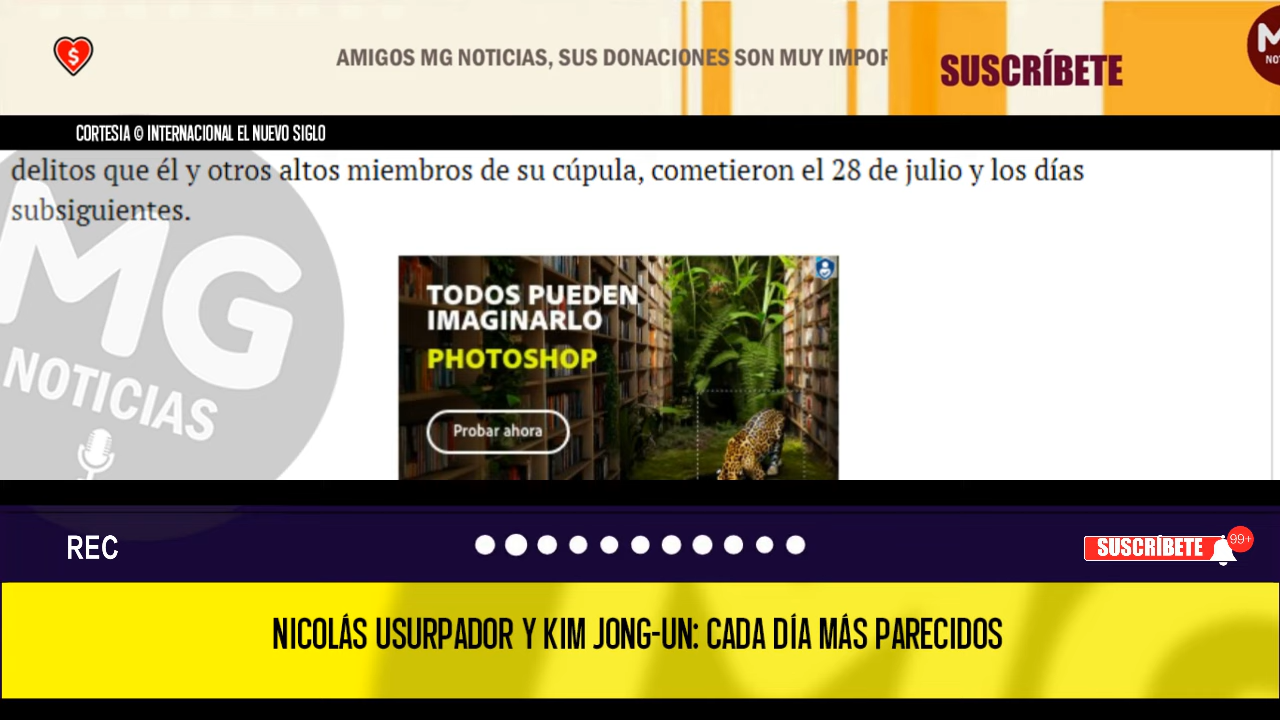 $
AMIGOS MG NOTICIAS, SUS DONACIONES SON MUY
SUSCRÍBETE
CORTESIA © INTERNACIONAL EL NUEVO SIGLO
delitos que él y otros altos miembros de su cúpula, cometieron el 28 de julio y los días
subsiguientes.
MG
NOTICIAS
TODOS PUEDEN
IMAGINARLO
PHOTOSHOP
Probar ahora
REC
SUSCRÍBETE
99+
NICOLÁS USURPADOR Y KIM JONG-UN: CADA DÍA MÁS PARECIDOS